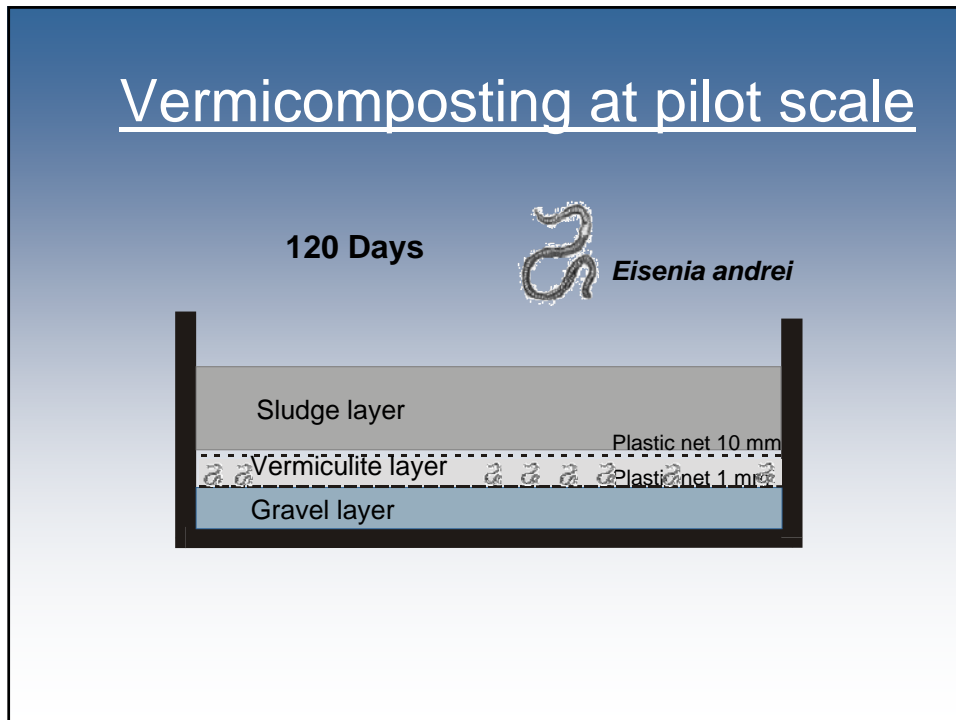 Vermicomposting at pilot scale
120 Days
Eisenia andrei
Sludge layer
Plastic net 10 mm
Vermiculite layer
Plastic net 1 mm
Gravel layer